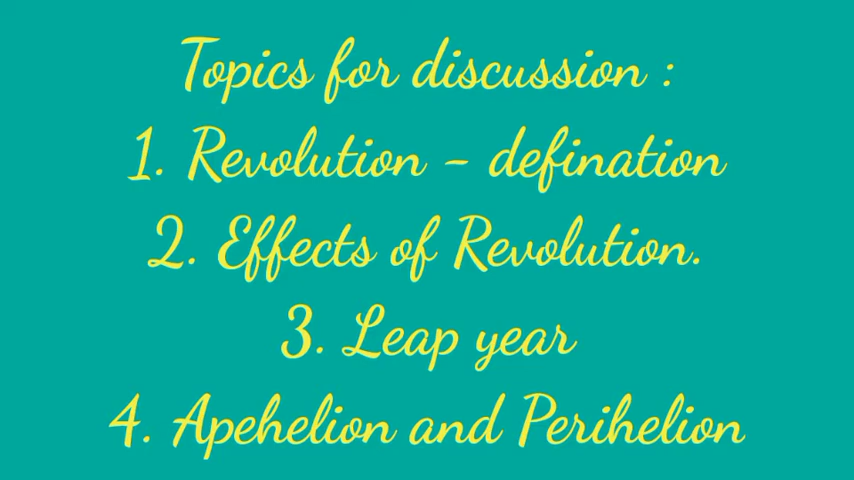 Topics for discussion :
1. Revolution - defination
2. Effects of Revolution.
3. Leap year
4. Apehelion and Perihelion